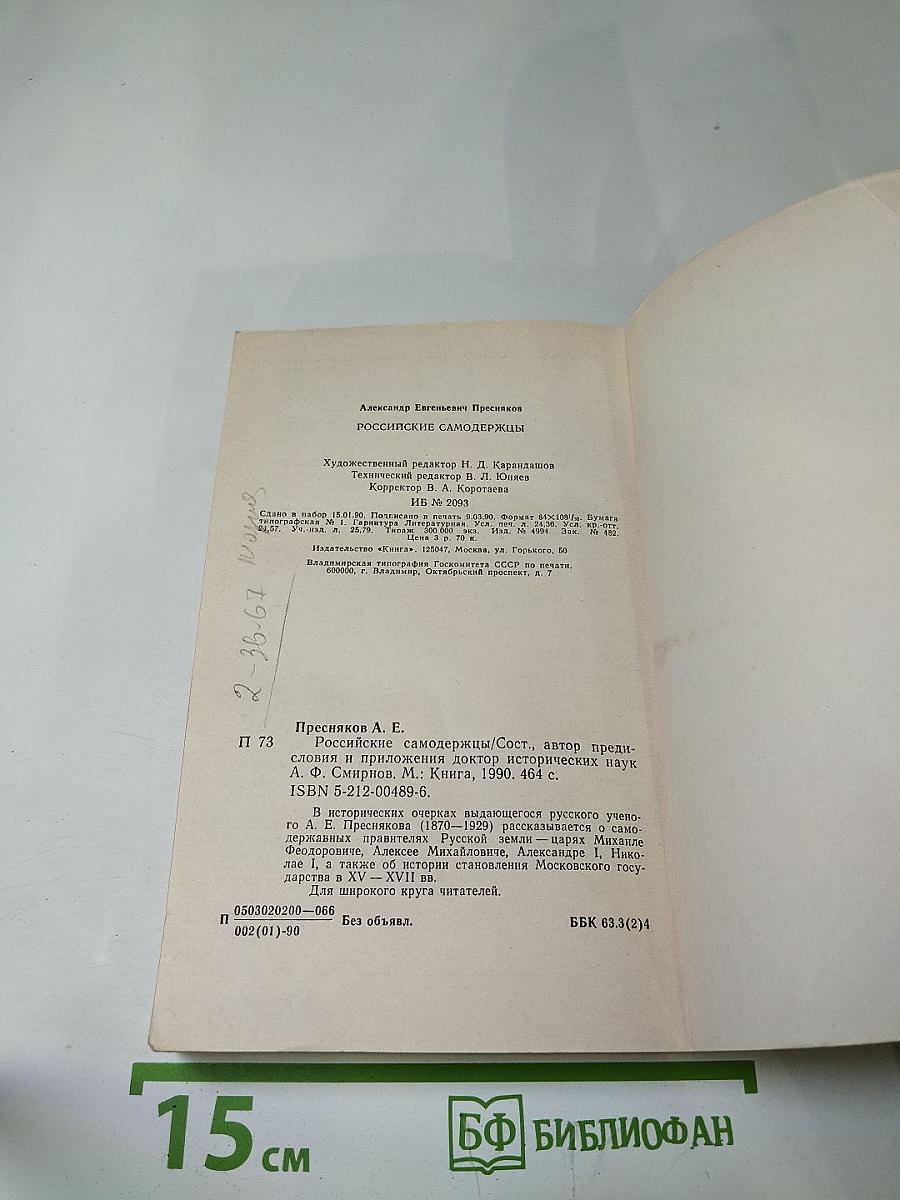 Александр Евгеньевич Пресняков
РОССИЙСКИЕ САМОДЕРЖЦЫ
Художественный редактор Н. Д. Карандашов
Технический редактор В. Л. Юняев
Корректор В. А. Коротаева
ИБ № 2093
Сдано в набор 15.01.90. Подписано в печать 9.03.90. Формат 84×108¹/₃₂. Бумага
типографская № 1. Гарнитура Литературная. Усл. печ. л. 24,36. Усл. кр.-отт.
24,57. Уч.-изд. л. 25,79. Тираж 500 000 экз. Изд. № 4994. Зак. № 482.
Цена 3 р. 70 к.
Издательство «Книга». 125047, Москва, ул. Горького, 50
Владимирская типография Госкомитета СССР по печати.
600000, г. Владимир, Октябрьский проспект, д. 7
2-36-67
Пресняков А. Е.
П 73 Российские самодержцы/Сост., автор преди-
словия и приложения доктор исторических наук
А. Ф. Смирнов. М.: Книга, 1990. 464 с.
ISBN 5-212-00489-6.
В исторических очерках выдающегося русского учено-
го А. Е. Преснякова (1870—1929) рассказывается о само-
державных правителях Русской земли — царях Михаиле
Феодоровиче, Алексее Михайловиче, Александре I, Нико-
лае I, а также об истории становления Московского госу-
дарства в XV — XVII вв.
Для широкого круга читателей.
П 0503020200—066
002(01)-90
Без объявл.
ББК 63.3(2)4
15 см
БФ БИБЛИОФАН